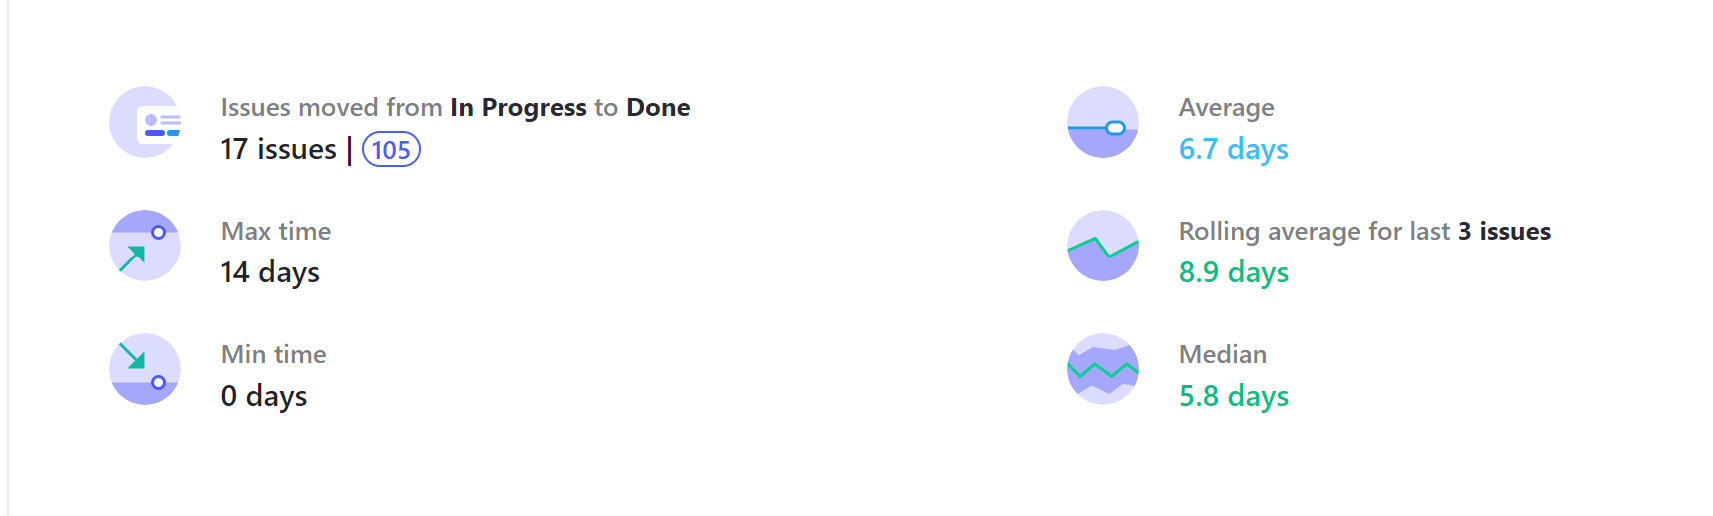 Issues moved from In Progress to Done
17 issues | 105
Max time
14 days
Min time
0 days
Average
6.7 days
Rolling average for last 3 issues
8.9 days
Median
5.8 days